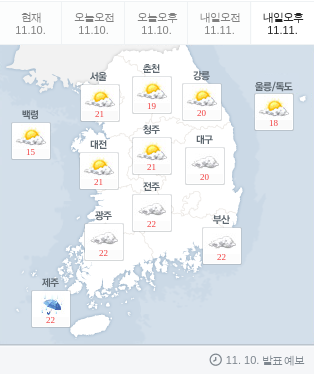 현재 오늘오전 오늘오후 내일오전 내일오후
11.10. 11.10. 11.10. 11.11. 11.11.
춘천
서울 강릉
19
울릉/독도
21 20
백령 18
청주
대전 대구
15
21
21 20
전주
광주 부산
22
22 22
제주
22
11. 10. 발표 예보